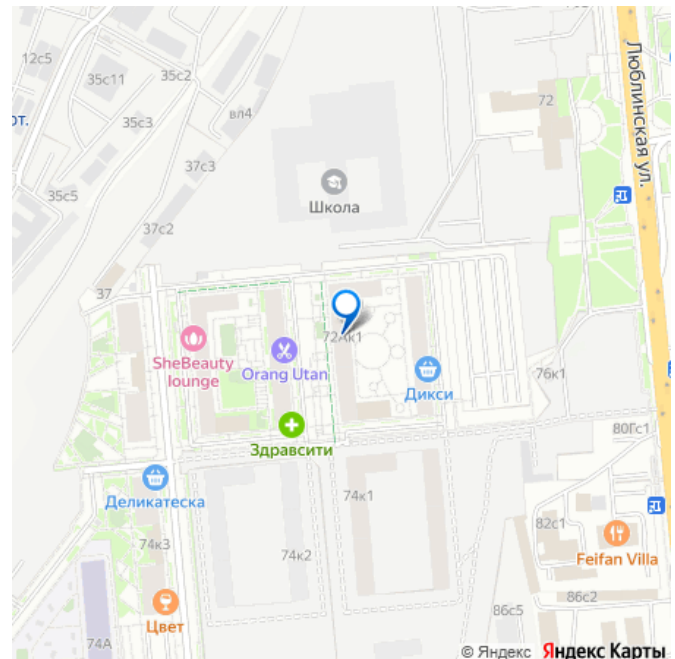 12с5
35с11
35с2
72
Люблинская ул.
от.
35с3
вл4
37с3
35с5
Школа
37с2
37
72Ак1
SheBeauty
lounge
Orang Utan
Дикси
76к1
Здравсити
80Гс1
Деликатеска
74к1
82с1
74к3
74к2
Feifan Villa
86с5
86с2
Цвет
74А
© Яндекс Яндекс Карты